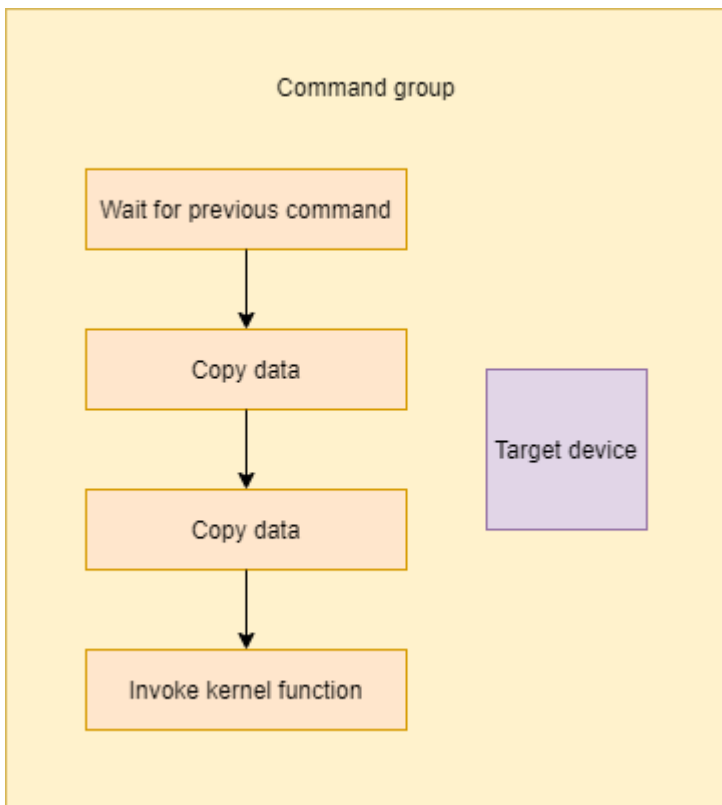 Command group
Wait for previous command
Copy data
Target device
Copy data
Invoke kernel function